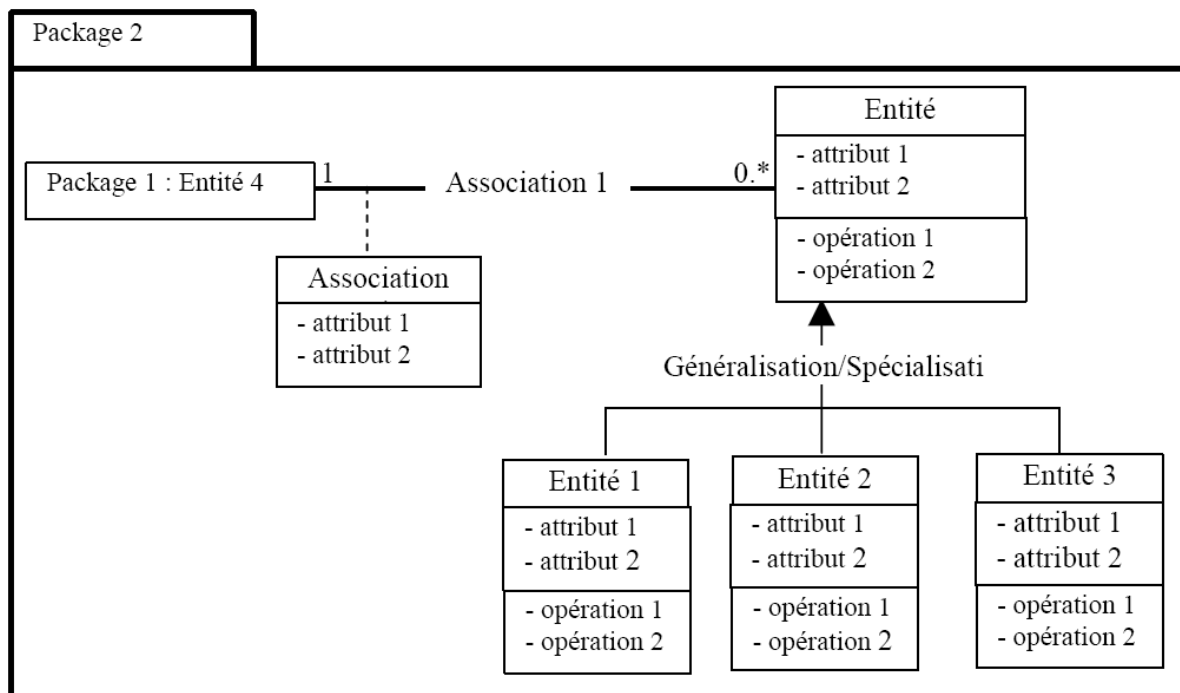 Package 2
Entité
- attribut 1
- attribut 2
- opération 1
- opération 2
Package 1 : Entité 4
1
Association 1
0.*
Association
- attribut 1
- attribut 2
Généralisation/Spécialisati
Entité 1
- attribut 1
- attribut 2
- opération 1
- opération 2
Entité 2
- attribut 1
- attribut 2
- opération 1
- opération 2
Entité 3
- attribut 1
- attribut 2
- opération 1
- opération 2